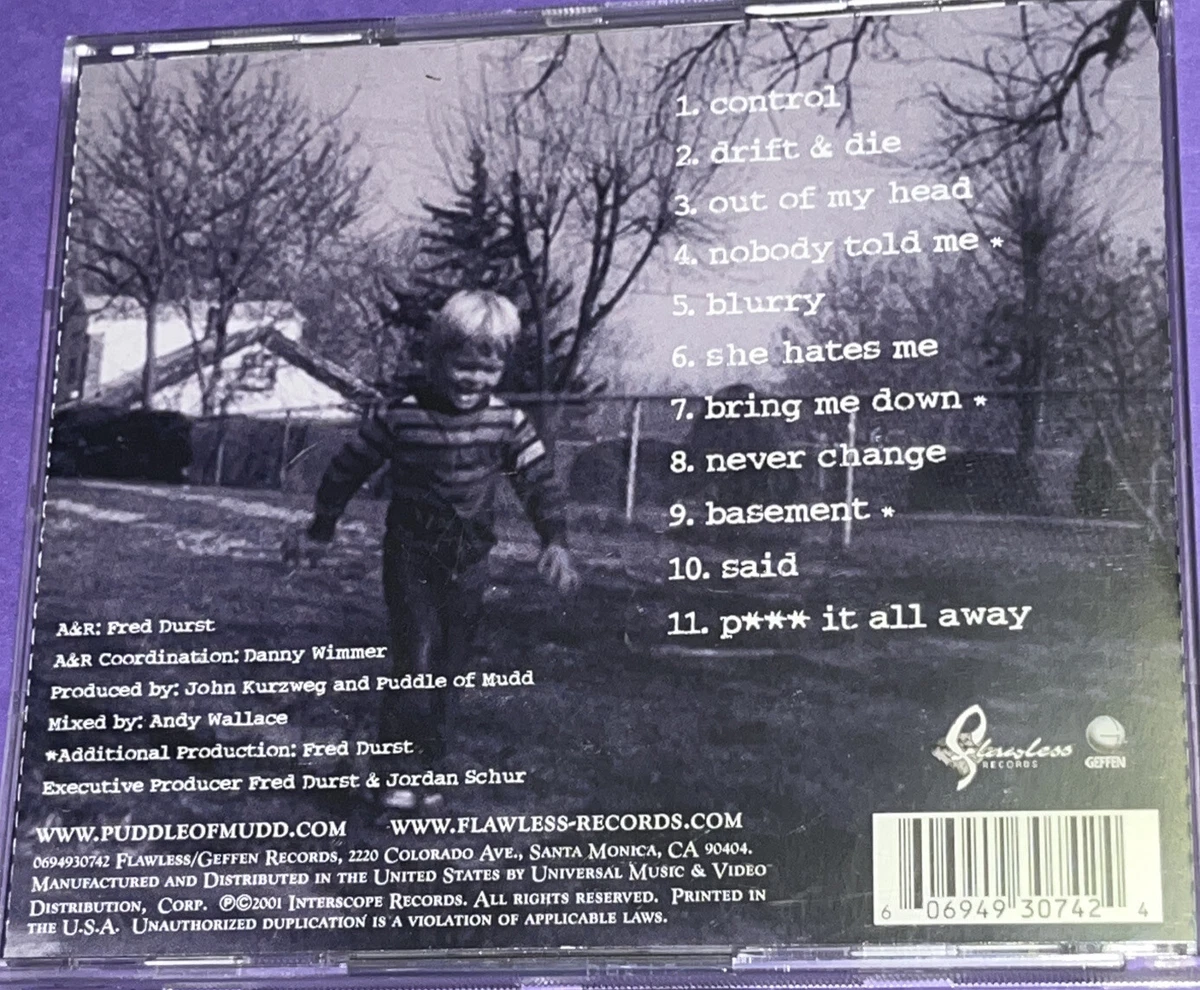 1. control
2. drift & die
3. out of my head
4. nobody told me *
5. blurry
6. she hates me
7. bring me down *
8. never change
9. basement *
10. said
11. p*** it all away
A&R: Fred Durst
A&R Coordination: Danny Wimmer
Produced by: John Kurzweg and Puddle of Mudd
Mixed by: Andy Wallace
*Additional Production: Fred Durst
Executive Producer Fred Durst & Jordan Schur
Flawless
RECORDS
GEFFEN
WWW.PUDDLEOFMUDD.COM WWW.FLAWLESS-RECORDS.COM
0694930742 FLAWLESS/GEFFEN RECORDS, 2220 COLORADO AVE., SANTA MONICA, CA 90404.
MANUFACTURED AND DISTRIBUTED IN THE UNITED STATES BY UNIVERSAL MUSIC & VIDEO
DISTRIBUTION, CORP. ℗©2001 INTERSCOPE RECORDS. ALL RIGHTS RESERVED. PRINTED IN
THE U.S.A. UNAUTHORIZED DUPLICATION IS A VIOLATION OF APPLICABLE LAWS.
6 06949 30742 4